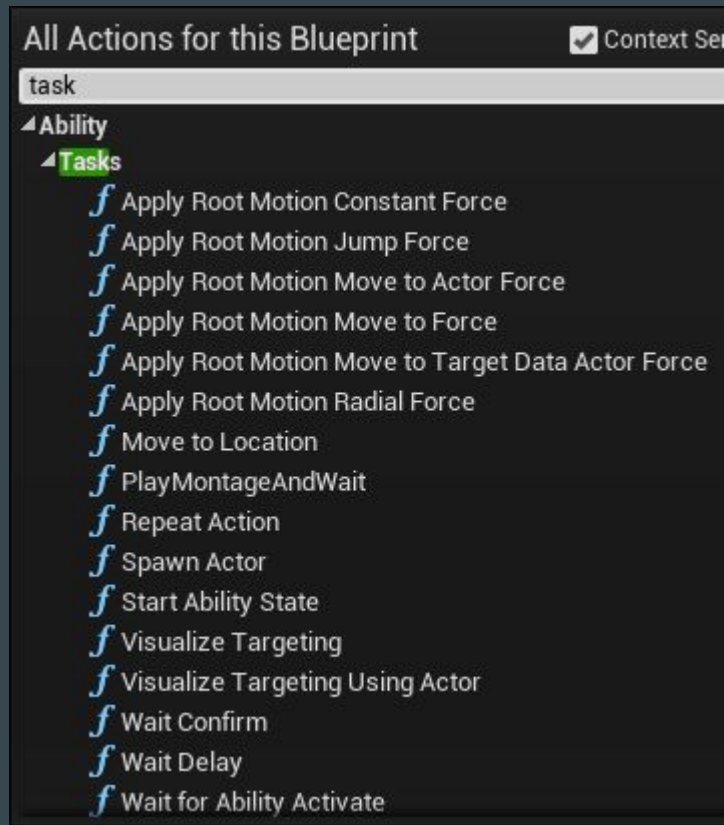 All Actions for this Blueprint Context Ser
task
Ability
Tasks
Apply Root Motion Constant Force
Apply Root Motion Jump Force
Apply Root Motion Move to Actor Force
Apply Root Motion Move to Force
Apply Root Motion Move to Target Data Actor Force
Apply Root Motion Radial Force
Move to Location
PlayMontageAndWait
Repeat Action
Spawn Actor
Start Ability State
Visualize Targeting
Visualize Targeting Using Actor
Wait Confirm
Wait Delay
Wait for Ability Activate